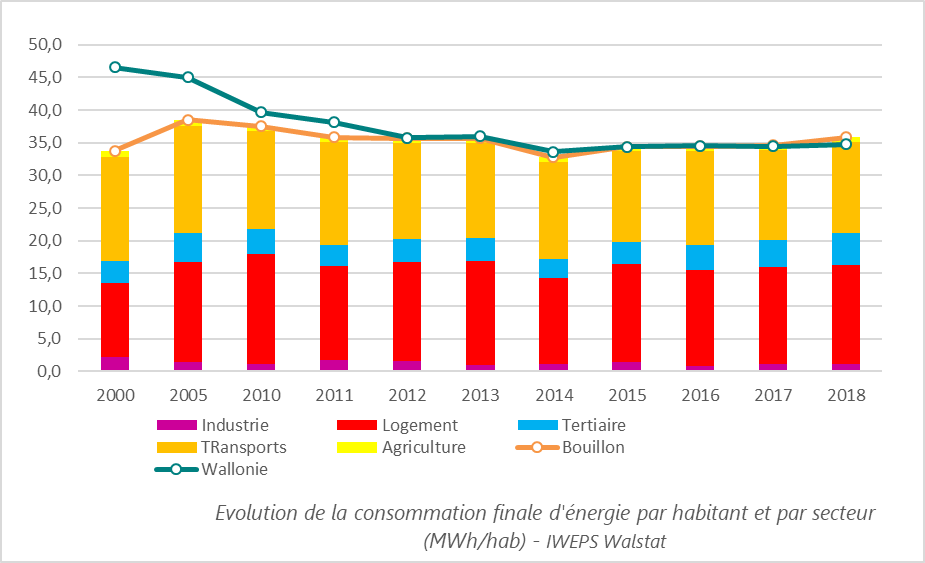 50,0
45,0
40,0
35,0
30,0
25,0
20,0
15,0
10,0
5,0
0,0
2000 2005 2010 2011 2012 2013 2014 2015 2016 2017 2018
Industrie Logement Tertiaire
TRansports Agriculture Bouillon
Wallonie
Evolution de la consommation finale d'énergie par habitant et par secteur
(MWh/hab) - IWEPS Walstat